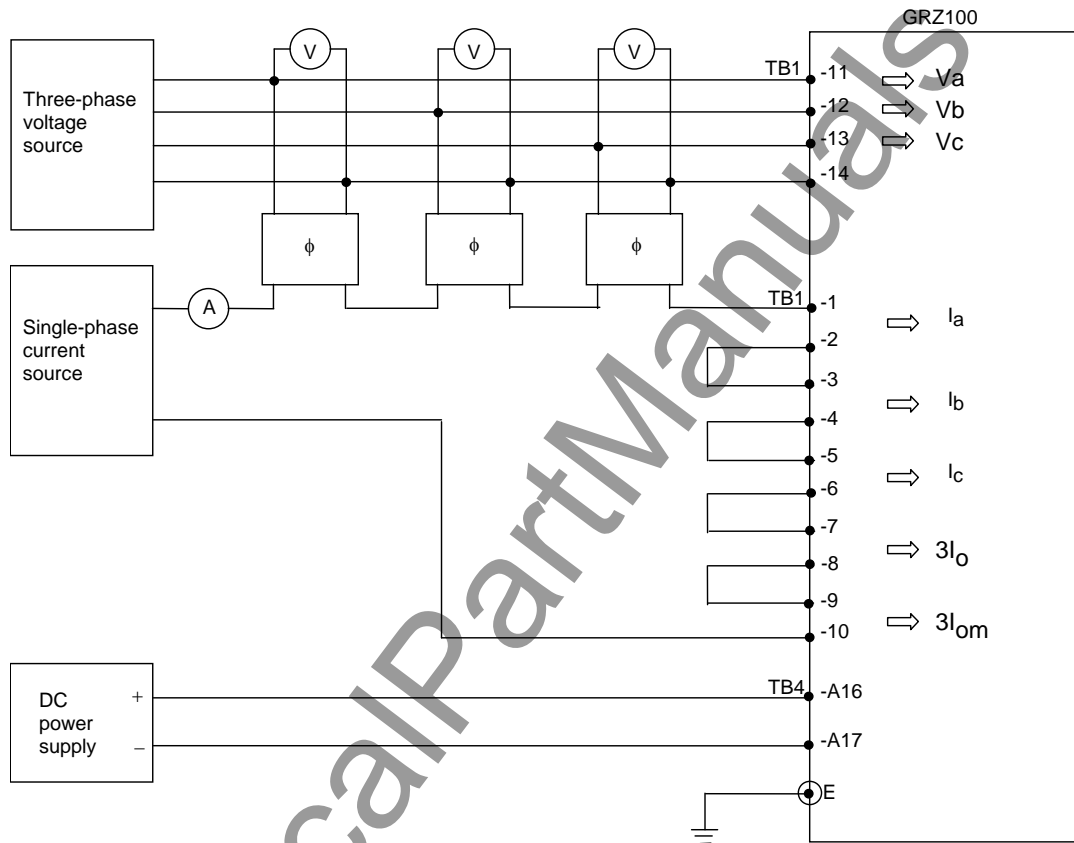 GRZ100
Three-phase
voltage
source
V
V
V
TB1
-11
Va
-12
Vb
-13
Vc
-14
ϕ
ϕ
ϕ
Single-phase
current
source
A
TB1
-1
Ia
-2
-3
Ib
-4
-5
Ic
-6
-7
3Io
-8
-9
3Iom
-10
DC
power
supply
+
−
TB4
-A16
-A17
E
calPartManuals